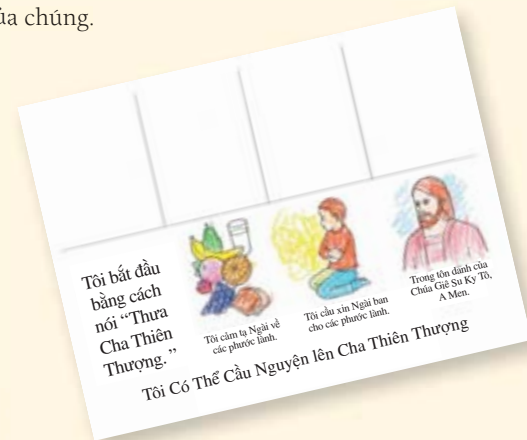 ủa chúng.
Tôi bắt đầu
bằng cách
nói “Thưa
Cha Thiên
Thượng.”
Tôi cảm tạ Ngài về
các phước lành.
Tôi cầu xin Ngài ban
cho các phước lành.
Trong tôn danh của
Chúa Giê Su Ky Tô,
A Men.
Tôi Có Thể Cầu Nguyện lên Cha Thiên Thượng